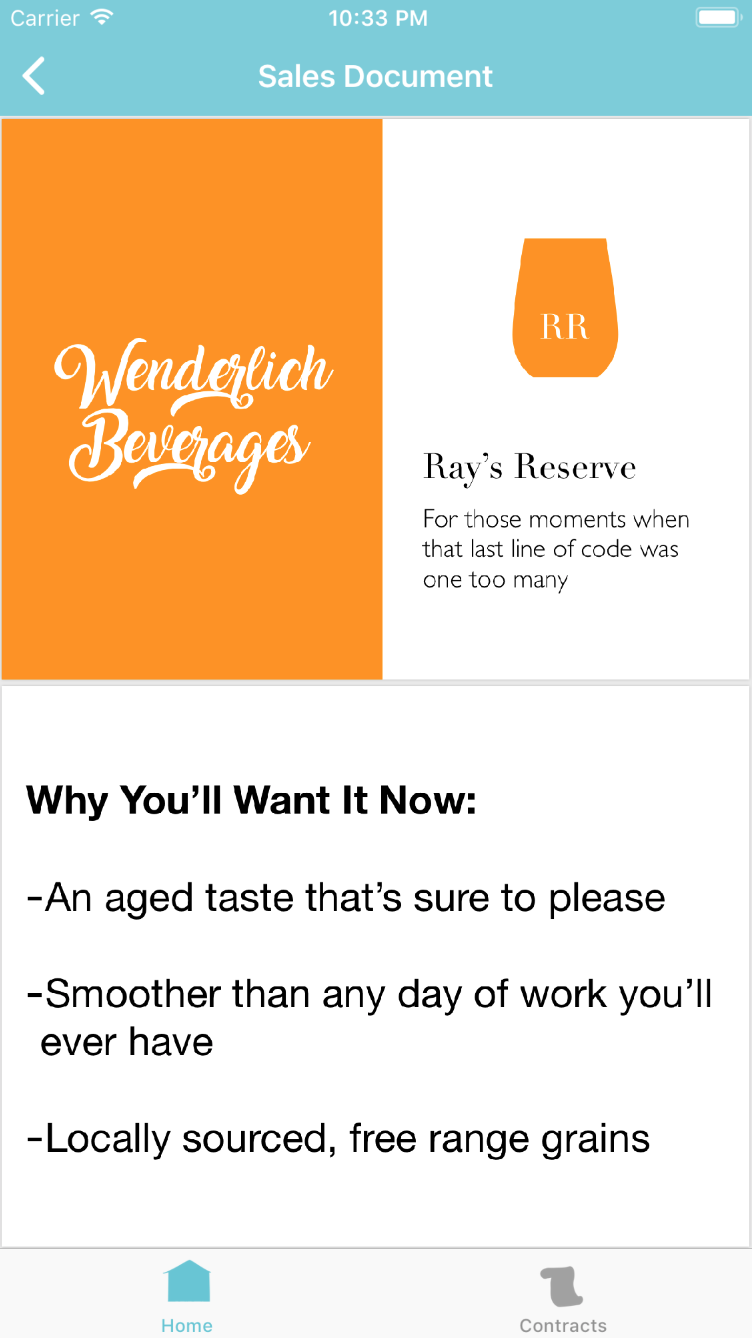 Carrier 10:33 PM
Sales Document
Wenderlich
Beverages
RR
Ray’s Reserve
For those moments when
that last line of code was
one too many
Why You’ll Want It Now:
-An aged taste that’s sure to please
-Smoother than any day of work you’ll
ever have
-Locally sourced, free range grains
Home Contracts